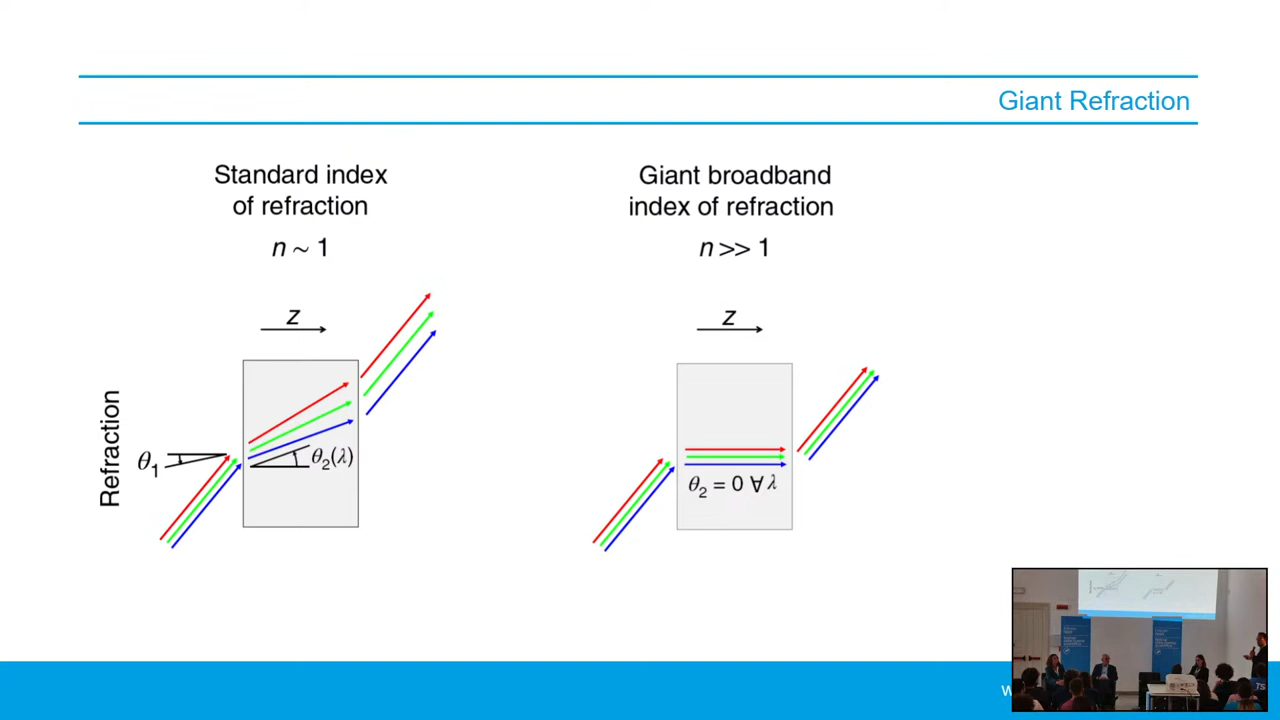 Giant Refraction
Standard index
of refraction
n ~ 1
z
Refraction
θ1
θ2(λ)
Giant broadband
index of refraction
n >> 1
z
θ2 = 0 ∀ λ